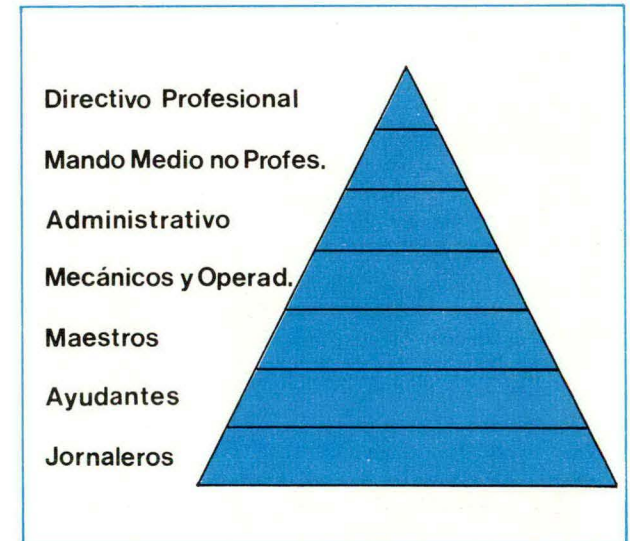 Directivo Profesional
Mando Medio no Profes.
Administrativo
Mecánicos y Operad.
Maestros
Ayudantes
Jornaleros